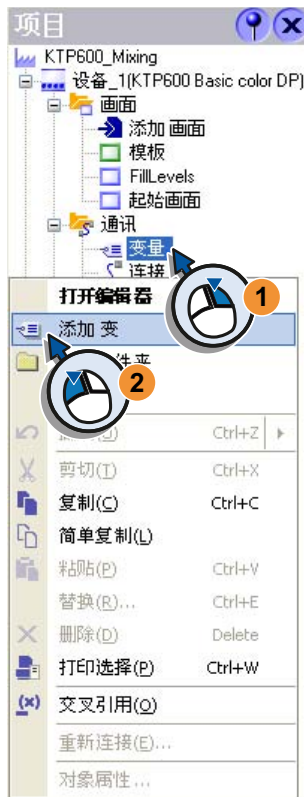 项目
KTP600_Mixing
设备_1(KTP600 Basic color DP)
画面
添加 画面
模板
FillLevels
起始画面
通讯
变量
连接
打开编辑器
1
添加 变
件夹
2
(U) Ctrl+Z
剪切(T) Ctrl+X
复制(C) Ctrl+C
简单复制(L)
粘贴(P) Ctrl+V
替换(R)... Ctrl+E
删除(D) Delete
打印选择(P) Ctrl+W
交叉引用(O)
重新连接(E)...
对象属性...